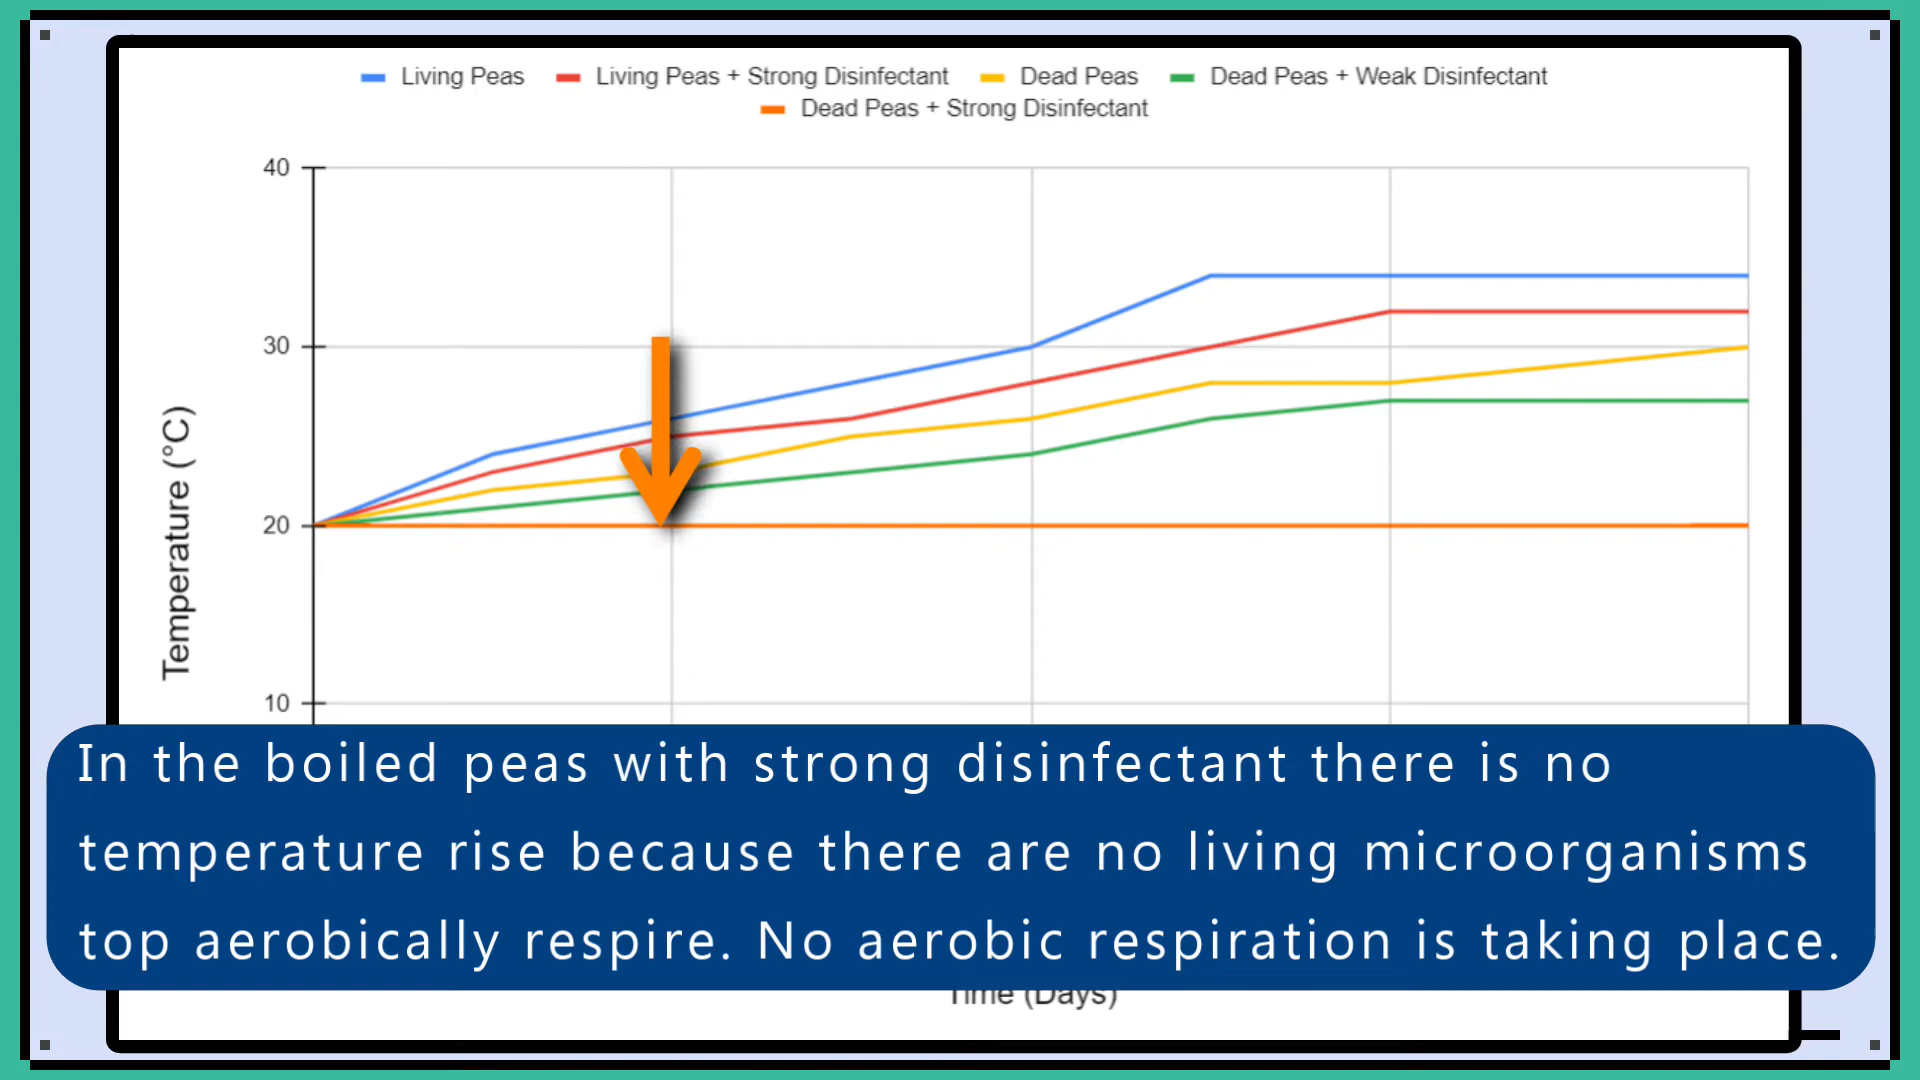 Living Peas Living Peas + Strong Disinfectant Dead Peas Dead Peas + Weak Disinfectant
Dead Peas + Strong Disinfectant
40
30
20
10
Temperature (°C)
In the boiled peas with strong disinfectant there is no
temperature rise because there are no living microorganisms
top aerobically respire. No aerobic respiration is taking place.
Time (Days)